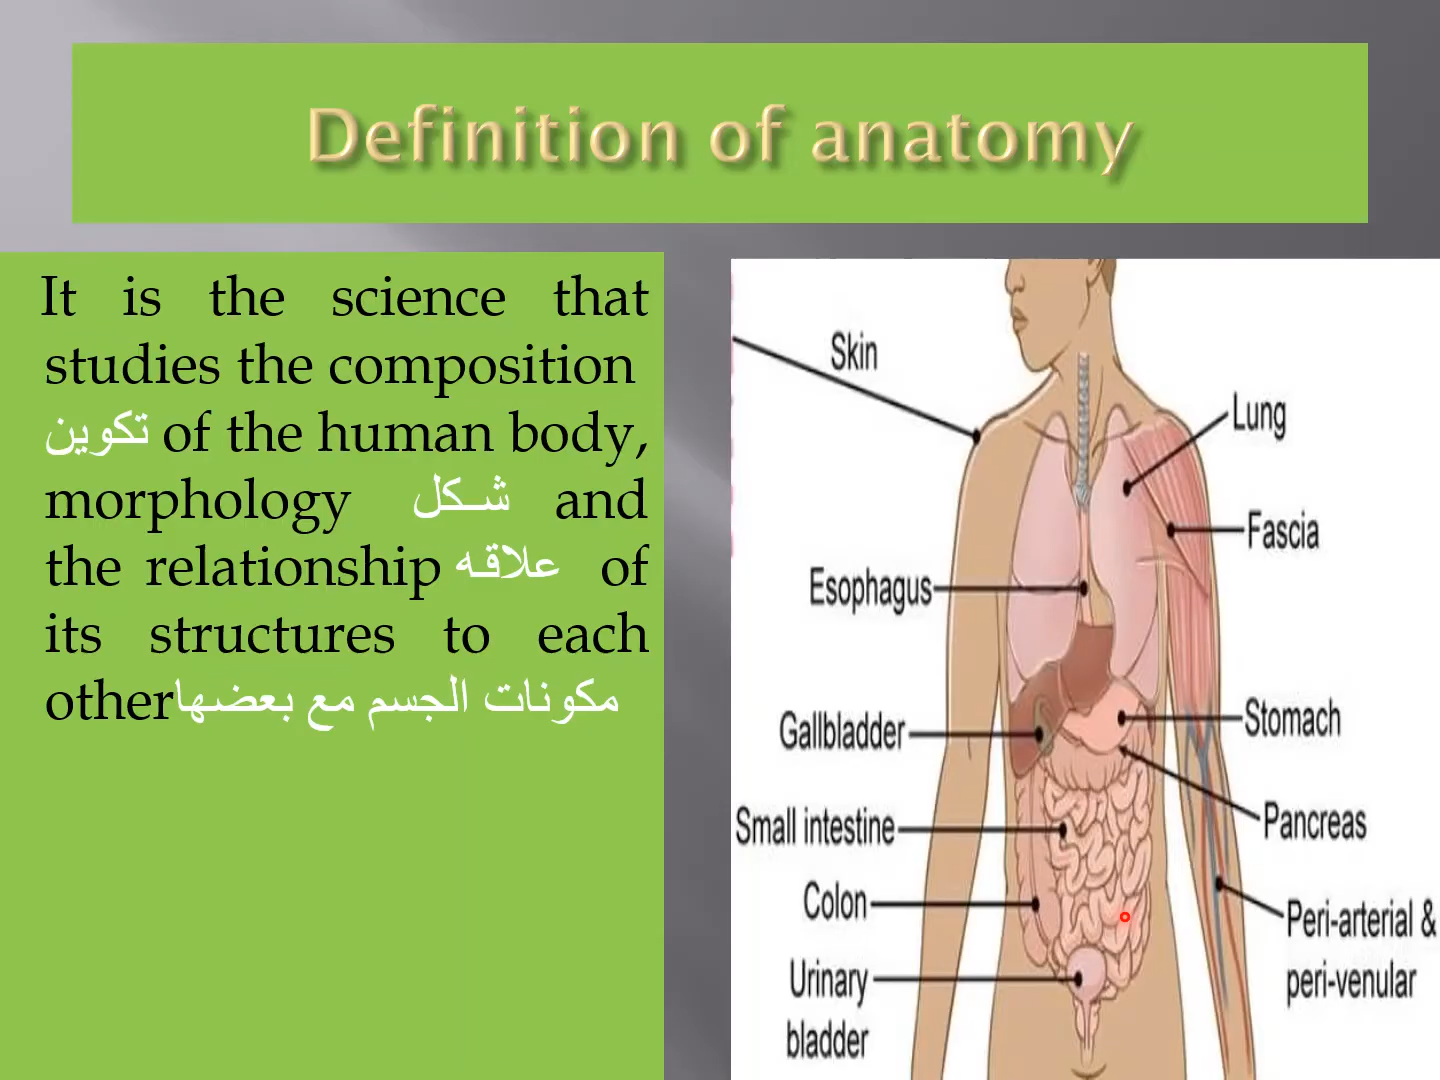 Definition of anatomy
It is the science that
studies the composition
تكوين of the human body,
morphology شكل and
the relationship علاقه of
its structures to each
other مكونات الجسم مع بعضها
Skin
Lung
Fascia
Esophagus
Gallbladder
Stomach
Small intestine
Pancreas
Colon
Peri-arterial &
peri-venular
Urinary
bladder